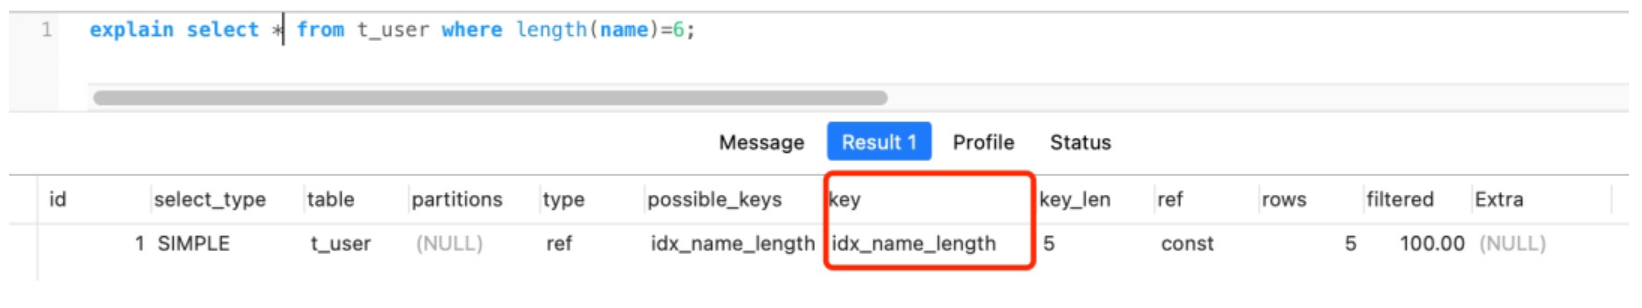 1 explain select * from t_user where length(name)=6;
Message Result 1 Profile Status
id select_type table partitions type possible_keys key key_len ref rows filtered Extra
1 SIMPLE t_user (NULL) ref idx_name_length idx_name_length 5 const 5 100.00 (NULL)